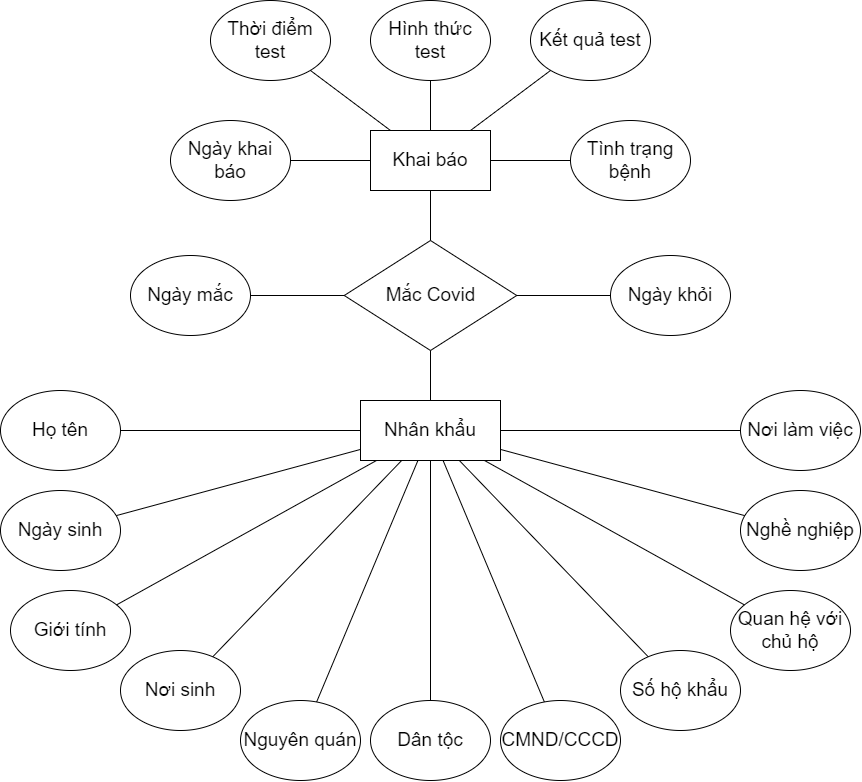 Thời điểm
test
Hình thức
test
Kết quả test
Ngày khai
báo
Khai báo
Tình trạng
bệnh
Ngày mắc
Mắc Covid
Ngày khỏi
Họ tên
Nhân khẩu
Nơi làm việc
Ngày sinh
Nghề nghiệp
Giới tính
Quan hệ với
chủ hộ
Nơi sinh
Số hộ khẩu
Nguyên quán
Dân tộc
CMND/CCCD